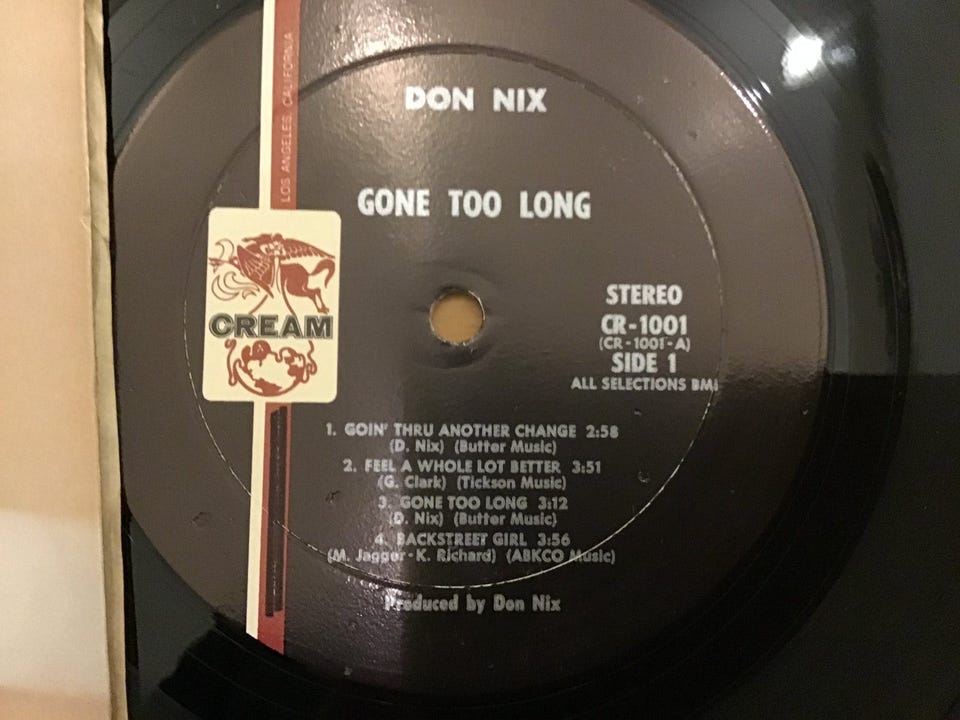 LOS ANGELES, CALIFORNIA
DON NIX
GONE TOO LONG
CREAM
STEREO
CR-1001
(CR-1001-A)
SIDE 1
ALL SELECTIONS BMI
1. GOIN' THRU ANOTHER CHANGE 2:58
(D. Nix) (Butter Music)
2. FEEL A WHOLE LOT BETTER 3:51
(G. Clark) (Tickson Music)
3. GONE TOO LONG 3:12
(D. Nix) (Butter Music)
4. BACKSTREET GIRL 3:56
(M. Jagger-K. Richard) (ABKCO Music)
Produced by Don Nix